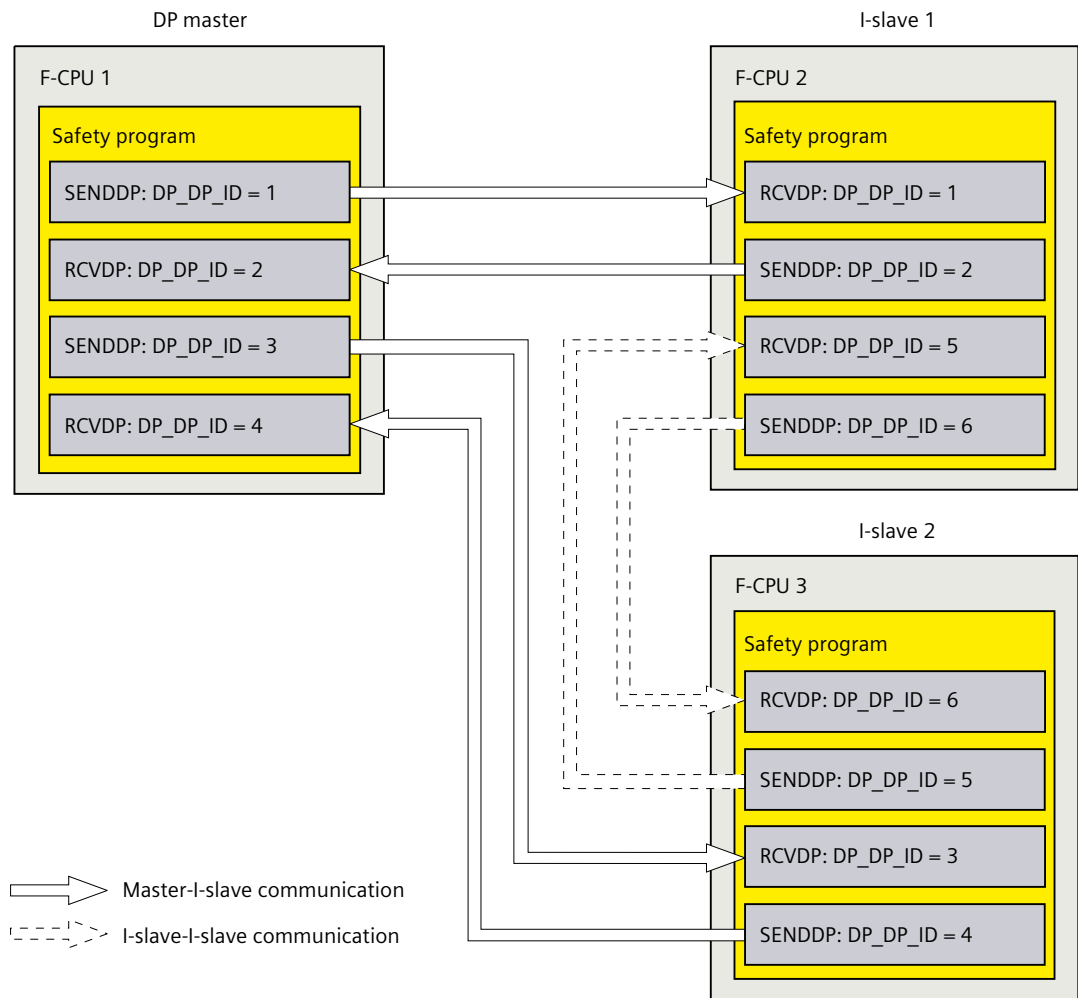 DP master
F-CPU 1
Safety program
SENDDP: DP_DP_ID = 1
RCVDP: DP_DP_ID = 2
SENDDP: DP_DP_ID = 3
RCVDP: DP_DP_ID = 4
I-slave 1
F-CPU 2
Safety program
RCVDP: DP_DP_ID = 1
SENDDP: DP_DP_ID = 2
RCVDP: DP_DP_ID = 5
SENDDP: DP_DP_ID = 6
I-slave 2
F-CPU 3
Safety program
RCVDP: DP_DP_ID = 6
SENDDP: DP_DP_ID = 5
RCVDP: DP_DP_ID = 3
SENDDP: DP_DP_ID = 4
Master-I-slave communication
I-slave-I-slave communication